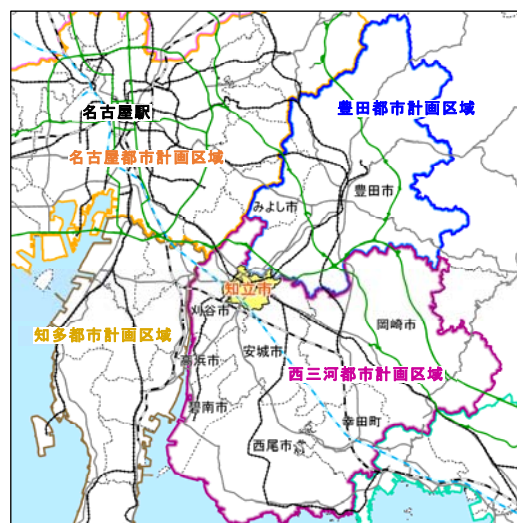 名古屋駅
豊田都市計画区域
名古屋都市計画区域
豊田市
みよし市
知立市
刈谷市
岡崎市
知多都市計画区域
安城市
高浜市
西三河都市計画区域
碧南市
幸田町
西尾市